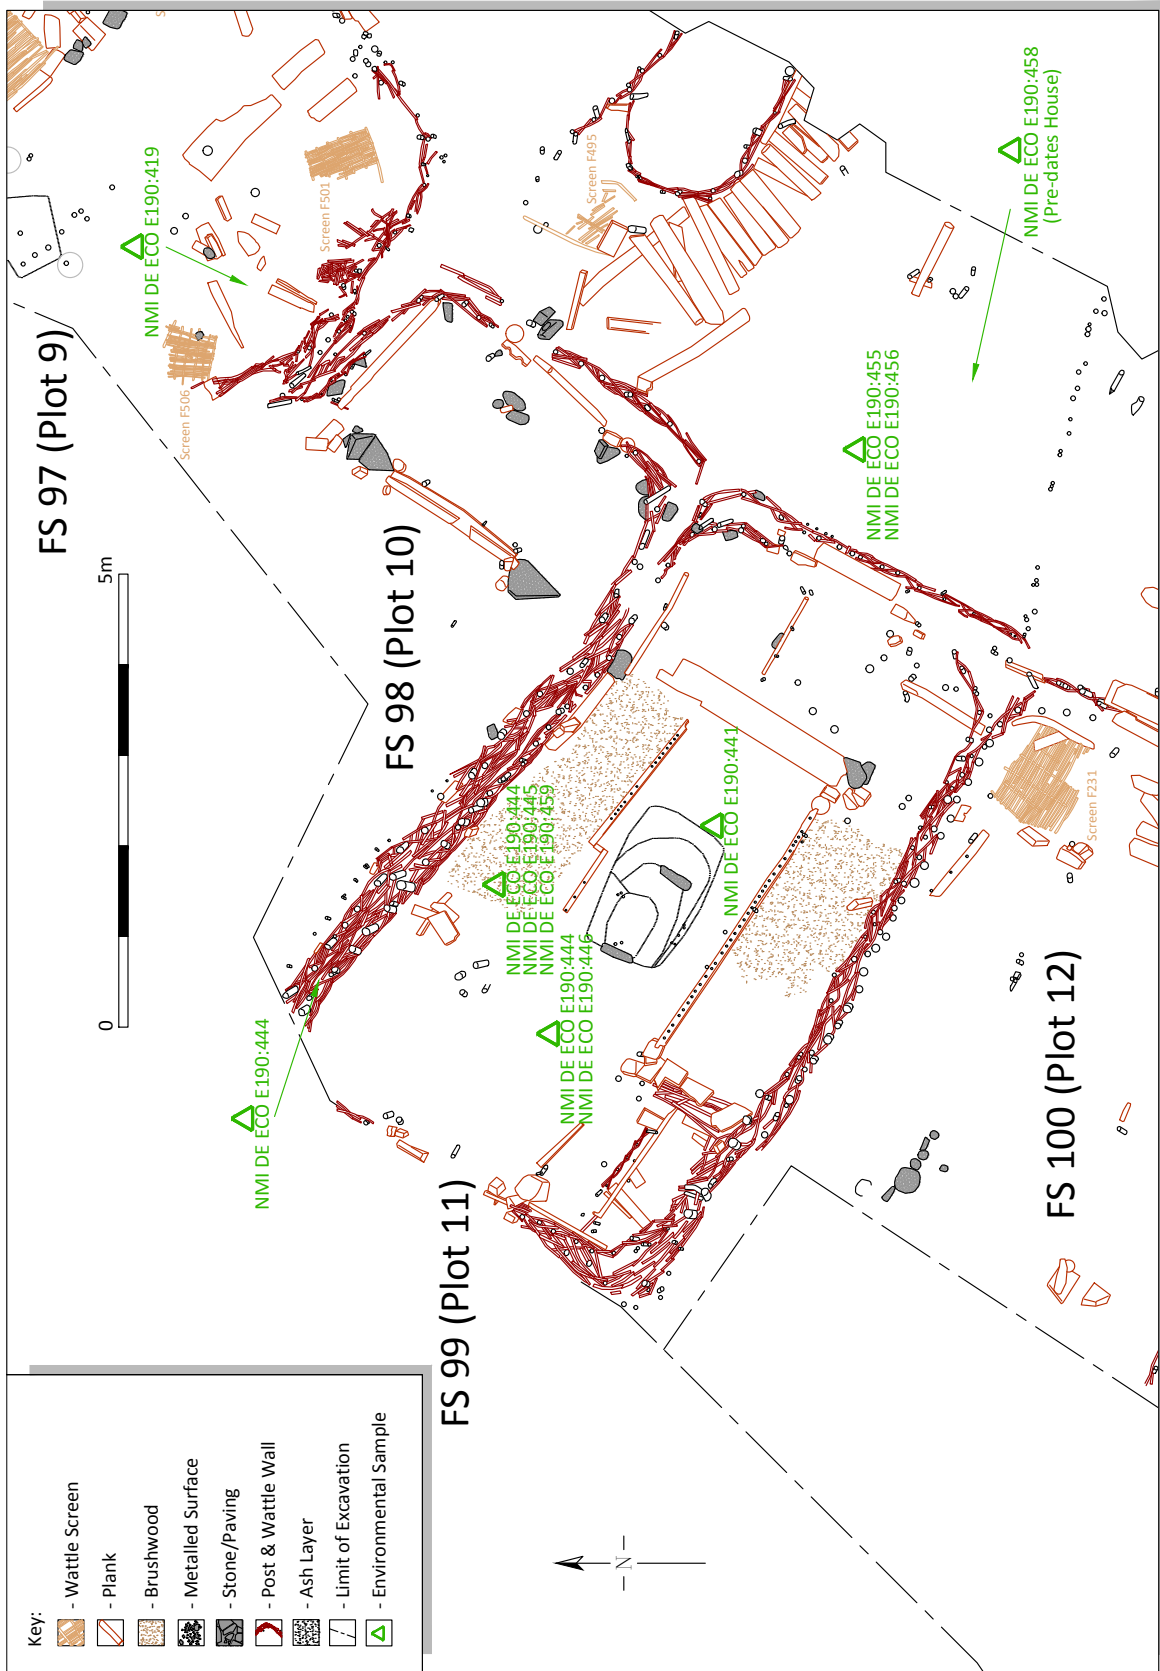 FS 97 (Plot 9)
FS 98 (Plot 10)
FS 99 (Plot 11)
FS 100 (Plot 12)
0
5m
NMI DE ECO E190:419
NMI DE ECO E190:458
(Pre-dates House)
NMI DE ECO E190:455
NMI DE ECO E190:456
NMI DE ECO E190:441
NMI DE ECO E190:444
NMI DE ECO E190:445
NMI DE ECO E190:459
NMI DE ECO E190:444
NMI DE ECO E190:446
NMI DE ECO E190:444
Screen F506
Screen F501
Screen F495
Screen F231
S
N
Key:
- Wattle Screen
- Plank
- Brushwood
- Metalled Surface
- Stone/Paving
- Post & Wattle Wall
- Ash Layer
- Limit of Excavation
- Environmental Sample